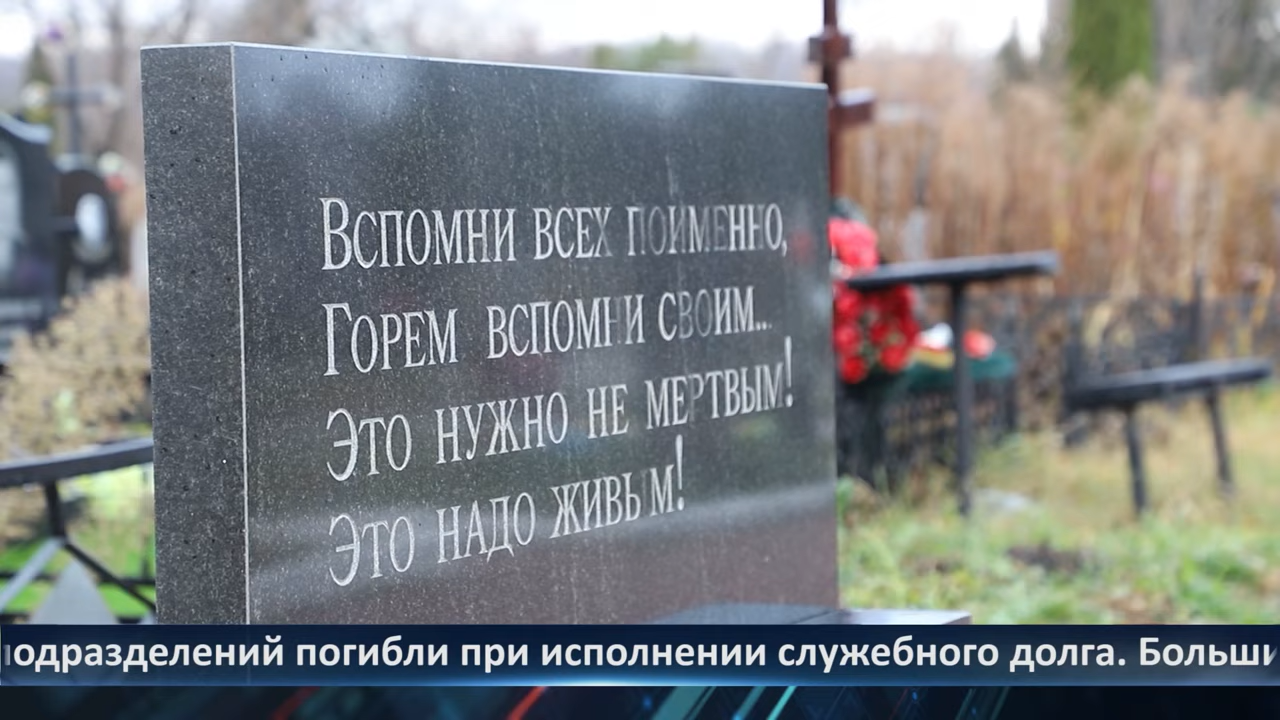 Вспомни всех поименно,
Горем вспомни своим...
Это нужно не мертвым!
Это надо живым!
подразделений погибли при исполнении служебного долга. Больши